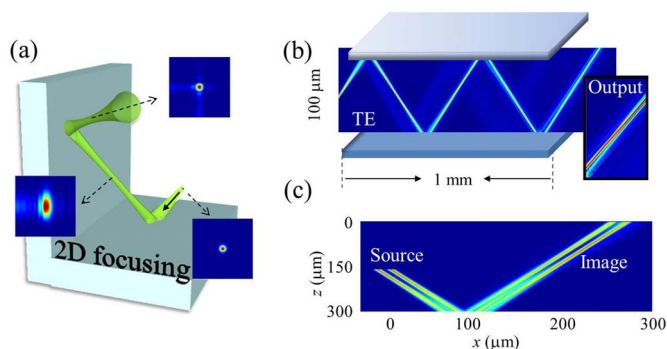 (a)
2D focusing
(b)
100 μm
TE
Output
1 mm
(c)
0
150
300
z (μm)
Source
Image
0
100
200
300
x (μm)